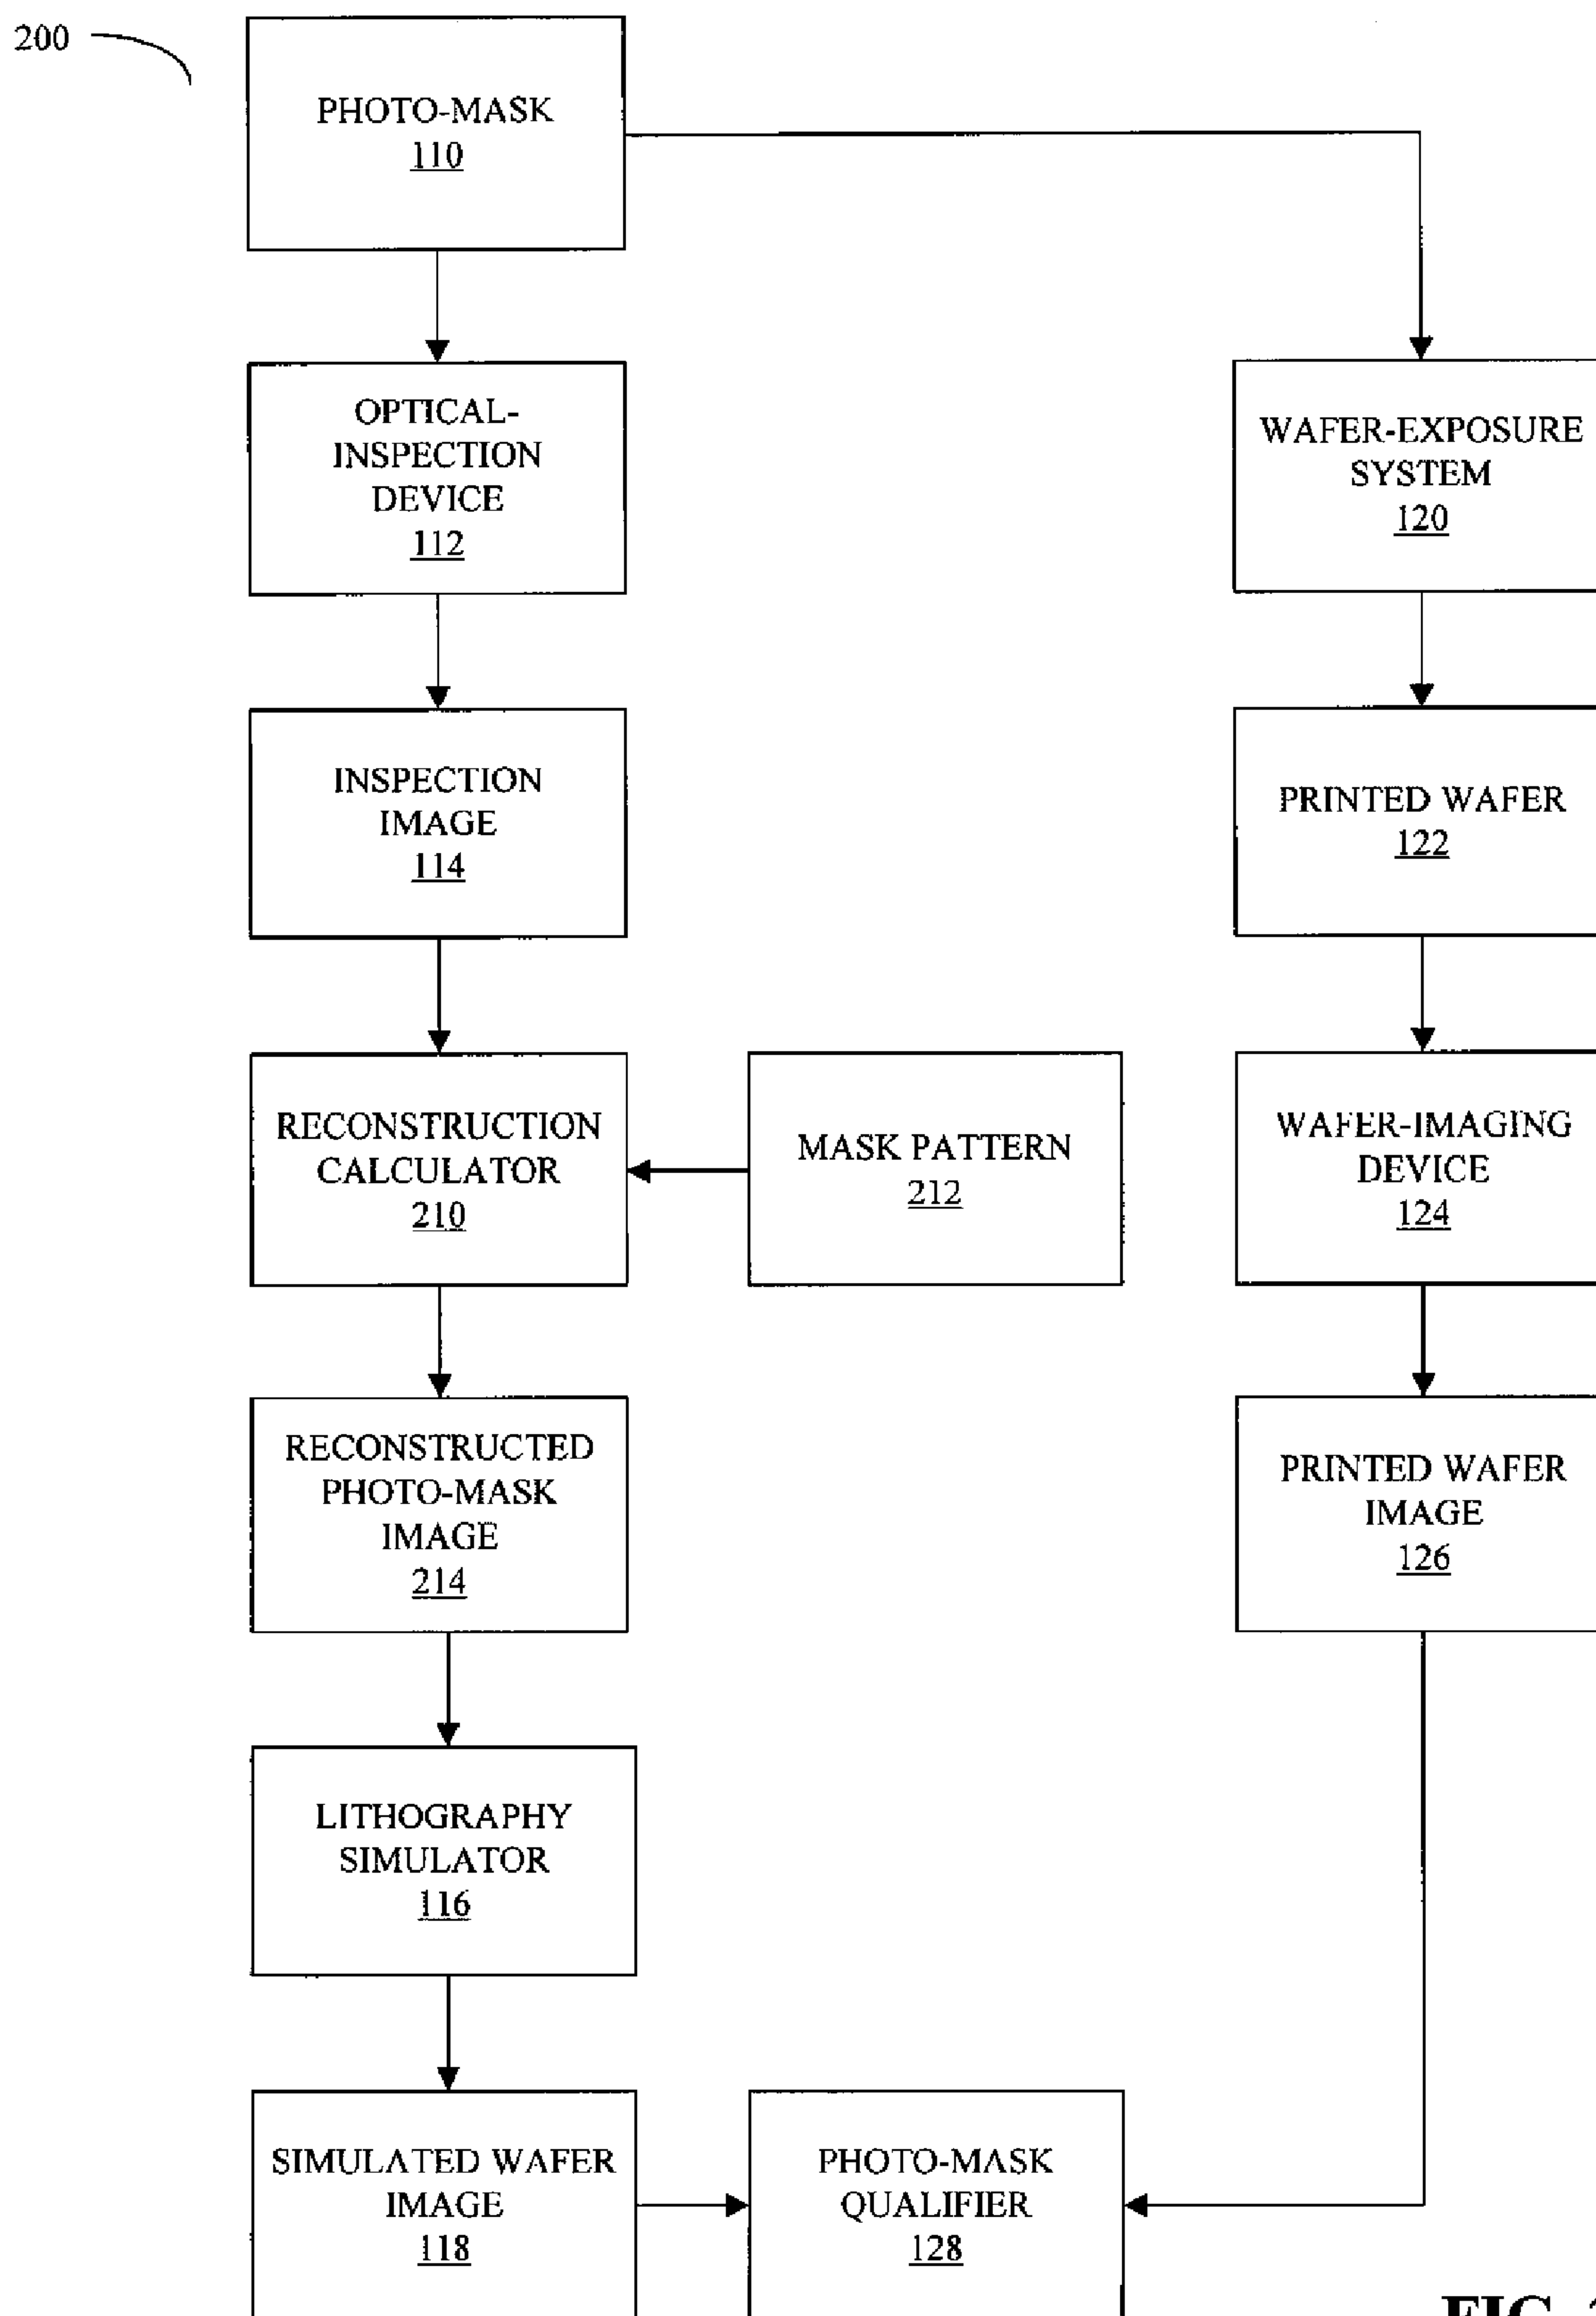 200
PHOTO-MASK
110
OPTICAL-
INSPECTION
DEVICE
112
WAFER-EXPOSURE
SYSTEM
120
INSPECTION
IMAGE
114
PRINTED WAFER
122
RECONSTRUCTION
CALCULATOR
210
MASK PATTERN
212
WAFER-IMAGING
DEVICE
124
RECONSTRUCTED
PHOTO-MASK
IMAGE
214
PRINTED WAFER
IMAGE
126
LITHOGRAPHY
SIMULATOR
116
SIMULATED WAFER
IMAGE
118
PHOTO-MASK
QUALIFIER
128
FIG.